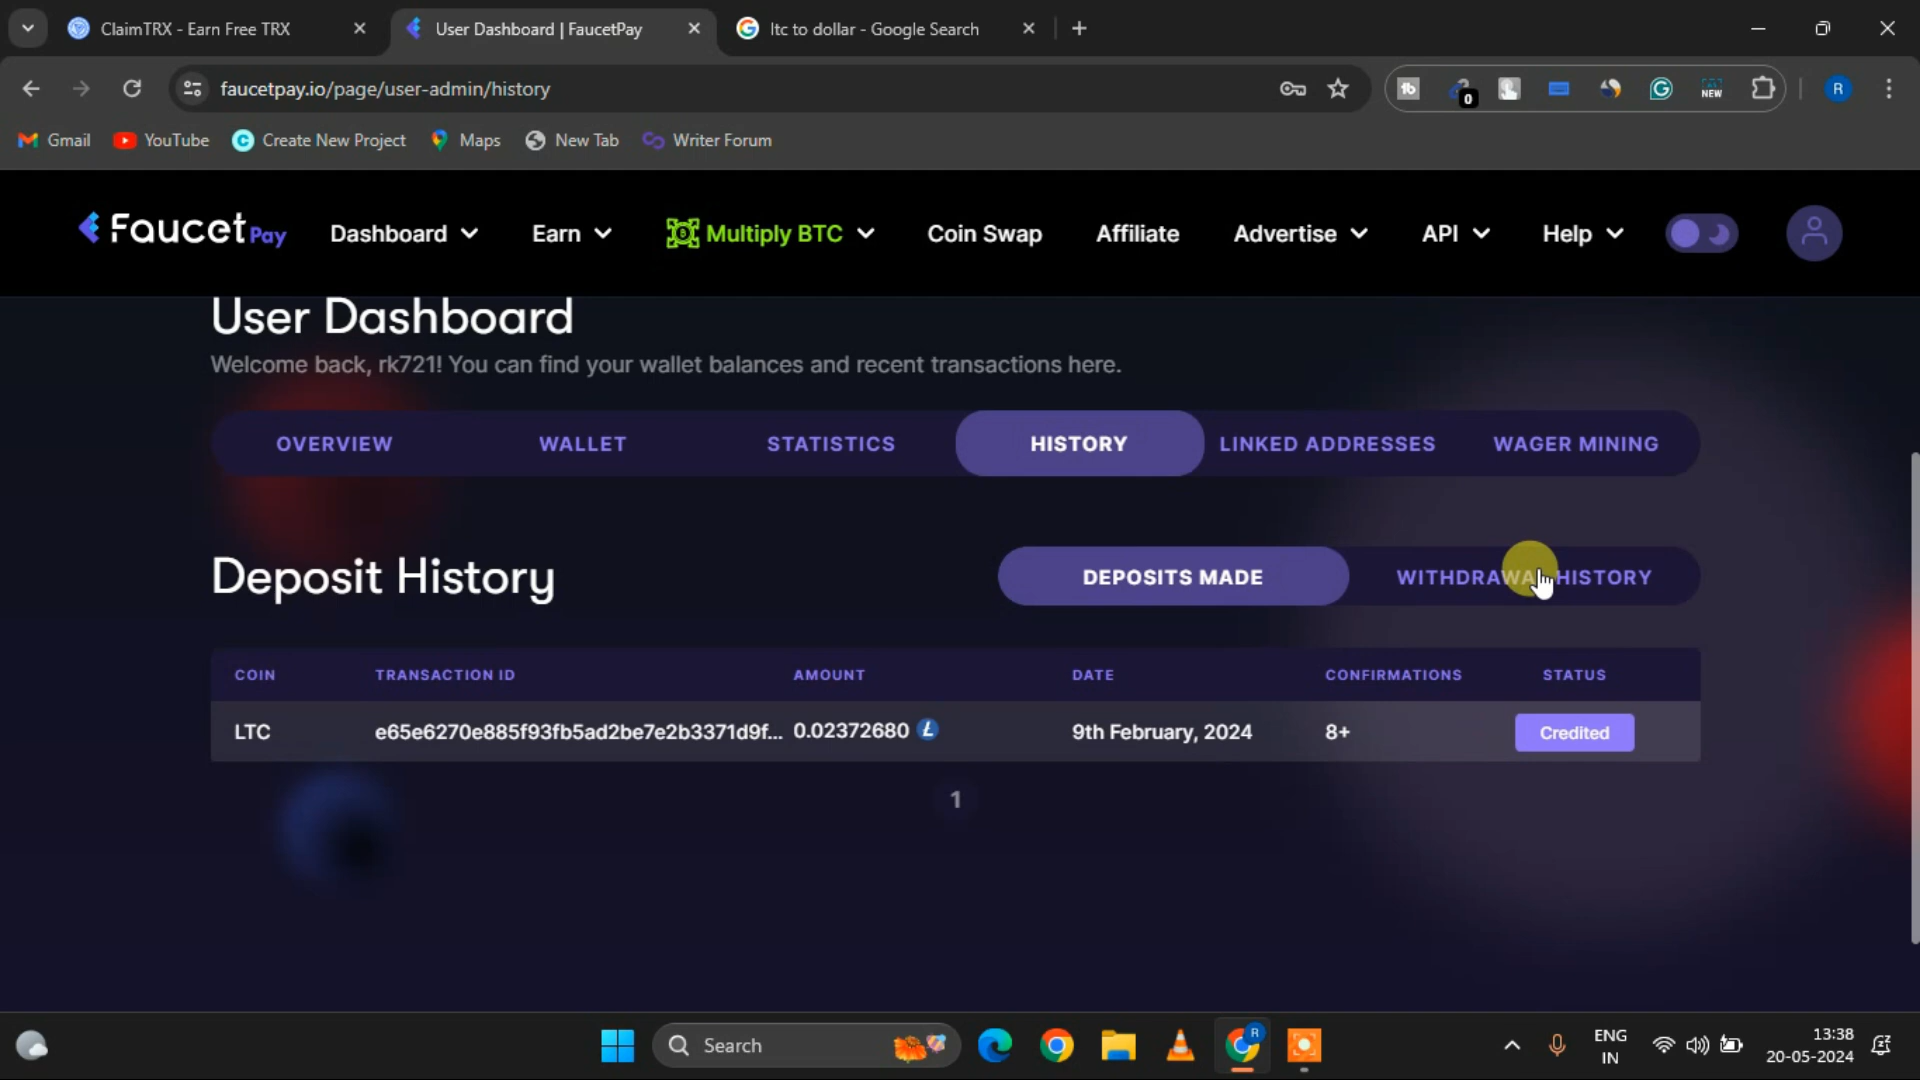 ClaimTRX - Earn Free TRX
User Dashboard | FaucetPay
ltc to dollar - Google Search
faucetpay.io/page/user-admin/history
0
NEW
R
Gmail
YouTube
Create New Project
Maps
New Tab
Writer Forum
FaucetPay
Dashboard
Earn
Multiply BTC
Coin Swap
Affiliate
Advertise
API
Help
User Dashboard
Welcome back, rk721! You can find your wallet balances and recent transactions here.
OVERVIEW
WALLET
STATISTICS
HISTORY
LINKED ADDRESSES
WAGER MINING
Deposit History
DEPOSITS MADE
WITHDRAWAL HISTORY
COIN TRANSACTION ID AMOUNT DATE CONFIRMATIONS STATUS
LTC e65e6270e885f93fb5ad2be7e2b3371d9f... 0.02372680 9th February, 2024 8+ Credited
1
Search
R
ENG
IN
13:38
20-05-2024